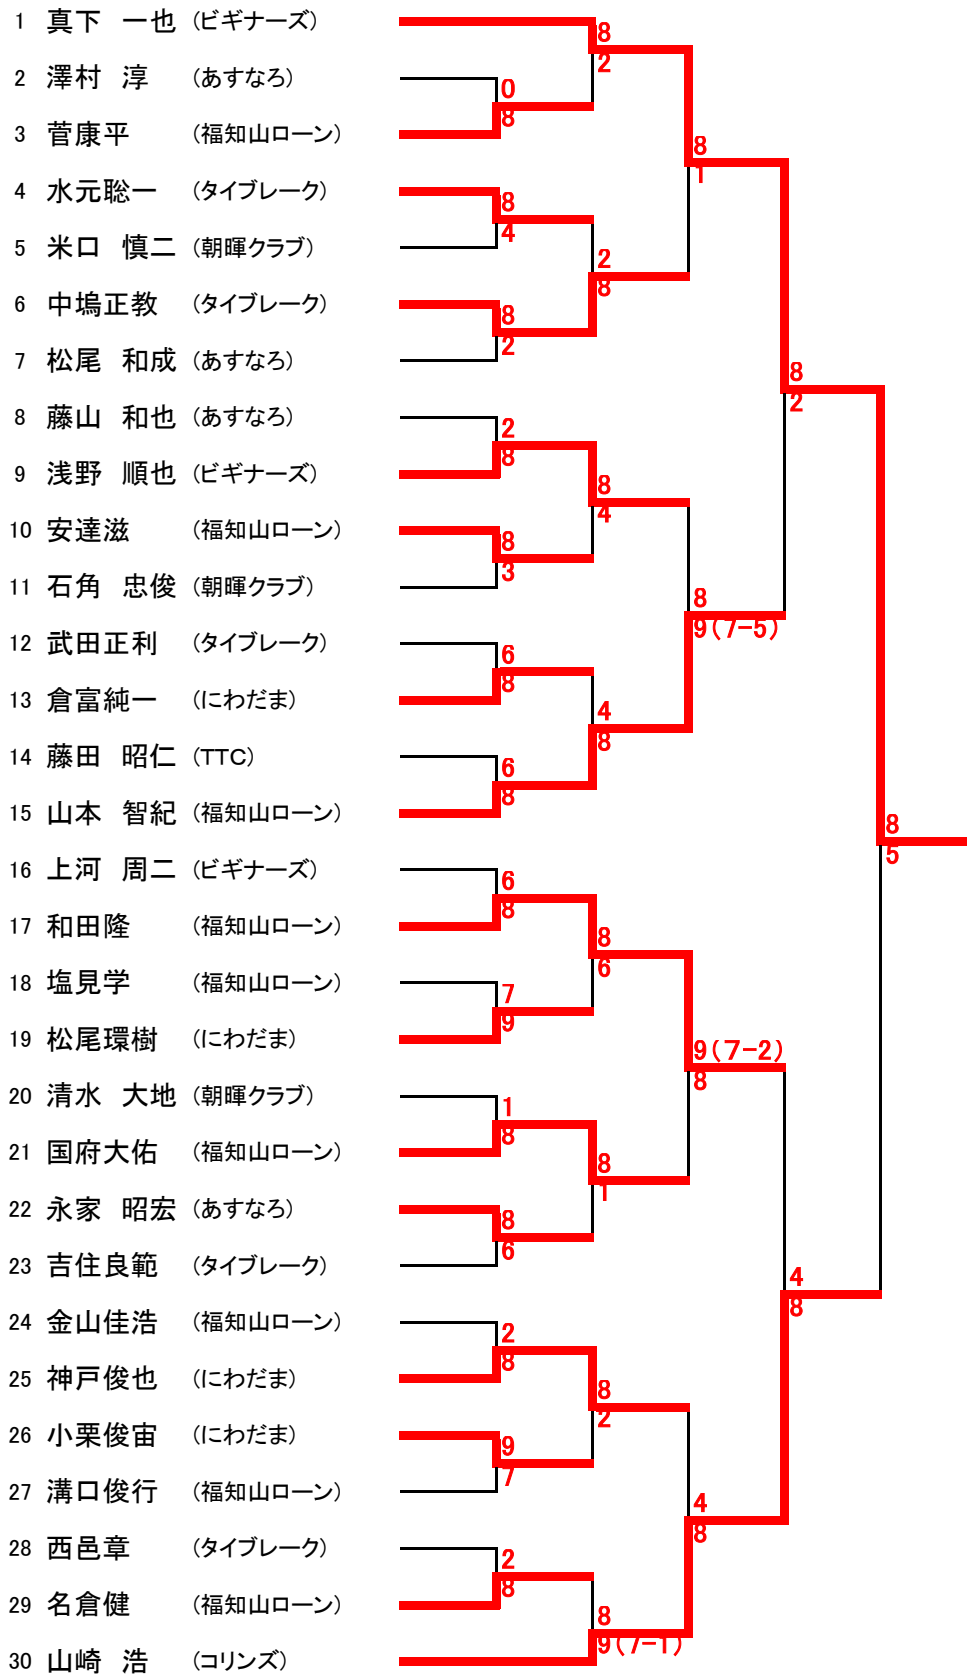 1 真下 一也 (ビギナーズ)
8
2
2 澤村 淳 (あすなろ)
0
8
3 菅康平 (福知山ローン)
8
1
4 水元聡一 (タイブレーク)
8
4
5 米口 慎二 (朝暉クラブ)
2
8
6 中塢正教 (タイブレーク)
8
2
7 松尾 和成 (あすなろ)
8
2
8 藤山 和也 (あすなろ)
2
8
9 浅野 順也 (ビギナーズ)
8
4
10 安達滋 (福知山ローン)
8
3
11 石角 忠俊 (朝暉クラブ)
8
9(7-5)
12 武田正利 (タイブレーク)
6
8
13 倉富純一 (にわだま)
4
8
14 藤田 昭仁 (TTC)
6
8
15 山本 智紀 (福知山ローン)
8
5
16 上河 周二 (ビギナーズ)
6
8
17 和田隆 (福知山ローン)
8
6
18 塩見学 (福知山ローン)
7
9
19 松尾環樹 (にわだま)
9(7-2)
8
20 清水 大地 (朝暉クラブ)
1
8
21 国府大佑 (福知山ローン)
8
1
22 永家 昭宏 (あすなろ)
8
6
23 吉住良範 (タイブレーク)
4
8
24 金山佳浩 (福知山ローン)
2
8
25 神戸俊也 (にわだま)
8
2
26 小栗俊宙 (にわだま)
9
7
27 溝口俊行 (福知山ローン)
4
8
28 西邑章 (タイブレーク)
2
8
29 名倉健 (福知山ローン)
8
9(7-1)
30 山崎 浩 (コリンズ)